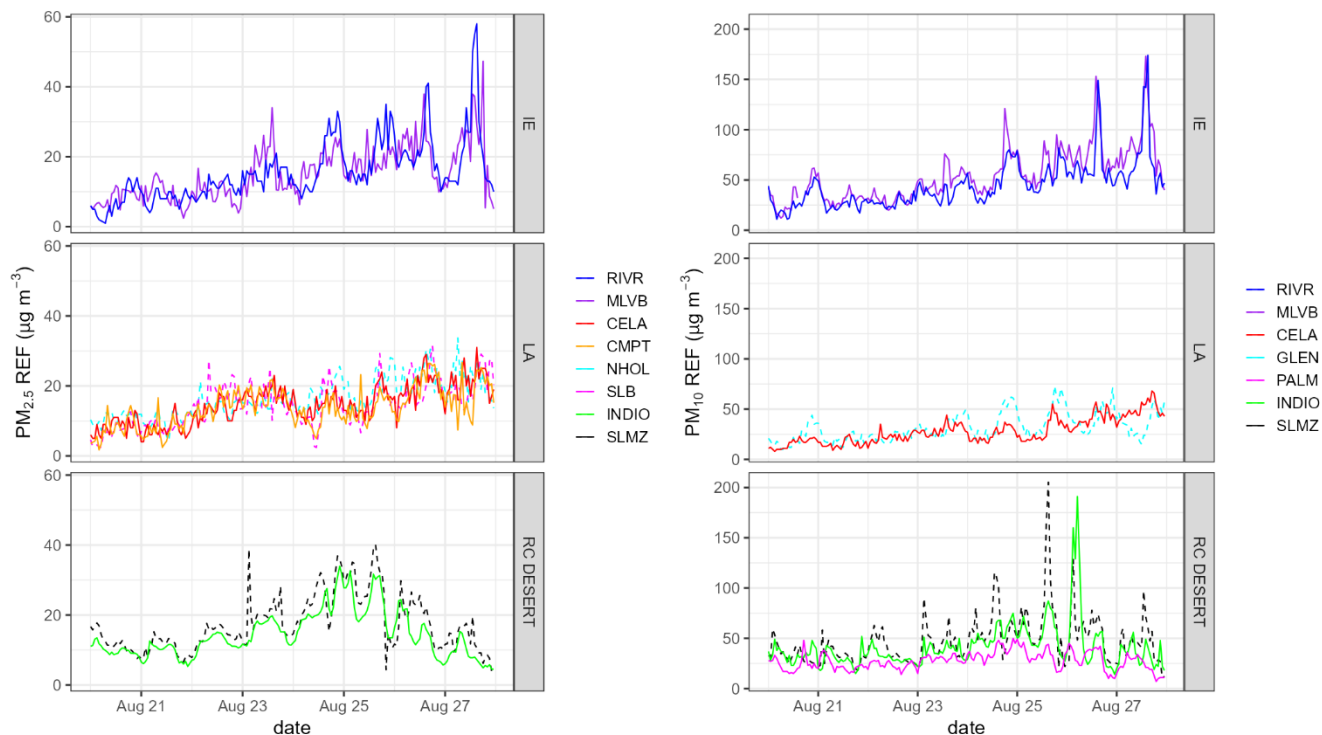 PM2.5 REF (µg m−3)
60
40
20
0
IE
60
40
20
0
LA
60
40
20
0
RC DESERT
Aug 21
Aug 23
Aug 25
Aug 27
date
RIVR
MLVB
CELA
CMPT
NHOL
SLB
INDIO
SLMZ
PM10 REF (µg m−3)
200
150
100
50
0
IE
200
150
100
50
0
LA
200
150
100
50
0
RC DESERT
Aug 21
Aug 23
Aug 25
Aug 27
date
RIVR
MLVB
CELA
GLEN
PALM
INDIO
SLMZ